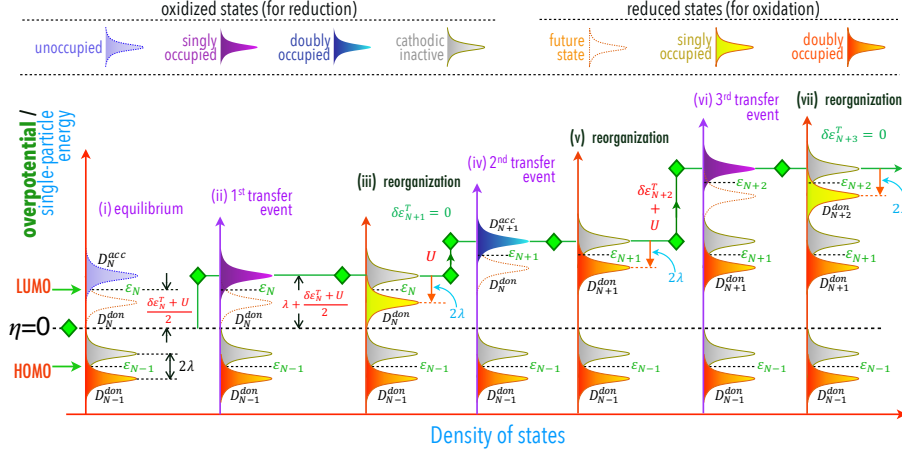 oxidized states (for reduction)
reduced states (for oxidation)
unoccupied
singly
occupied
doubly
occupied
cathodic
inactive
future
state
singly
occupied
doubly
occupied
overpotential /
single-particle
energy
(i) equilibrium
(ii) 1st transfer
event
(iii) reorganization
δε^T_{N+1} = 0
(iv) 2nd transfer
event
(v) reorganization
(vi) 3rd transfer
event
(vii) reorganization
δε^T_{N+3} = 0
LUMO
η=0
HOMO
D_N^{acc}
ε_N
D_N^{don}
δε_N^T + U
2
ε_{N−1}
2λ
D_{N−1}^{don}
ε_N
D_N^{don}
λ + δε_N^T + U
2
ε_{N−1}
D_{N−1}^{don}
U
ε_N
D_N^{don}
2λ
ε_{N−1}
D_{N−1}^{don}
D_{N+1}^{acc}
ε_{N+1}
D_N^{don}
ε_{N−1}
D_{N−1}^{don}
δε_N^T
+
U
ε_{N+1}
D_{N+1}^{don}
2λ
ε_{N−1}
D_{N−1}^{don}
ε_{N+2}
ε_{N+1}
D_{N+1}^{don}
ε_{N−1}
D_{N−1}^{don}
ε_{N+2}
D_{N+2}^{don}
2
ε_{N+1}
D_{N+1}^{don}
ε_{N−1}
D_{N−1}^{don}
Density of states